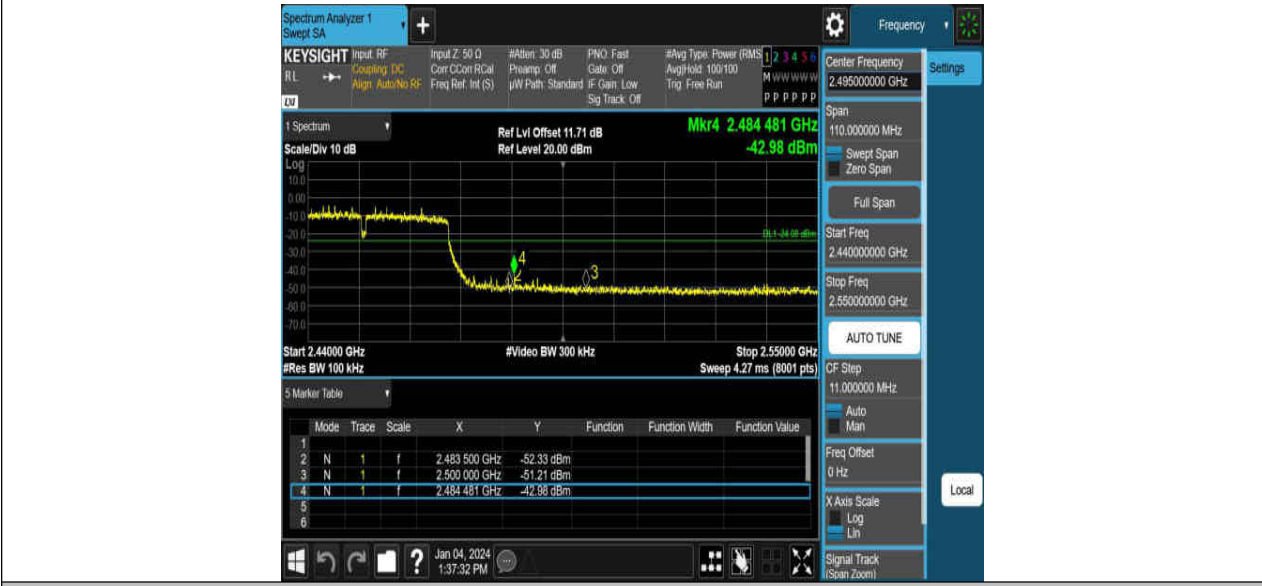 Spectrum Analyzer 1
Swept SA
+
Frequency
KEYSIGHT
RL
LXI
Input: RF
Coupling: DC
Align: Auto/No RF
Input Z: 50 Ω
Corr CCorr RCal
Freq Ref: Int (S)
#Atten: 30 dB
Preamp: Off
µW Path: Standard
PNO: Fast
Gate: Off
IF Gain: Low
Sig Track: Off
#Avg Type: Power (RMS
Avg|Hold: 100/100
Trig: Free Run
1 2 3 4 5 6
M W W W W W
P P P P P P
1 Spectrum
Scale/Div 10 dB
Ref Lvl Offset 11.71 dB
Ref Level 20.00 dBm
Mkr4 2.484 481 GHz
-42.98 dBm
Log
10.0
0.00
-10.0
-20.0
-30.0
-40.0
-50.0
-60.0
-70.0
DL1 -24.08 dBm
4
2
3
Start 2.44000 GHz
#Video BW 300 kHz
Stop 2.55000 GHz
#Res BW 100 kHz
Sweep 4.27 ms (8001 pts)
5 Marker Table
Mode Trace Scale X Y Function Function Width Function Value
1
2 N 1 f 2.483 500 GHz -52.33 dBm
3 N 1 f 2.500 000 GHz -51.21 dBm
4 N 1 f 2.484 481 GHz -42.98 dBm
5
6
?
Jan 04, 2024
1:37:32 PM
Center Frequency
2.495000000 GHz
Settings
Span
110.000000 MHz
Swept Span
Zero Span
Full Span
Start Freq
2.440000000 GHz
Stop Freq
2.550000000 GHz
AUTO TUNE
CF Step
11.000000 MHz
Auto
Man
Freq Offset
0 Hz
X Axis Scale
Log
Lin
Signal Track
(Span Zoom)
Local